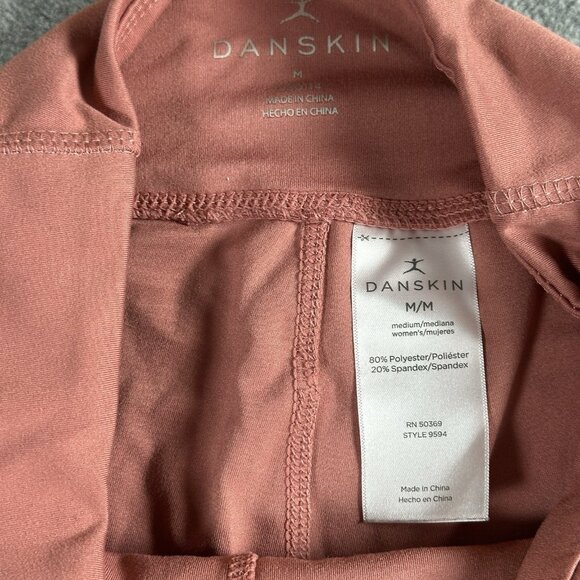 DANSKIN
M
MADE IN CHINA
HECHO EN CHINA
DANSKIN
M/M
medium/mediana
women's/mujeres
80% Polyester/Poliéster
20% Spandex/Spandex
RN 50369
STYLE 9594
Made in China
Hecho en China